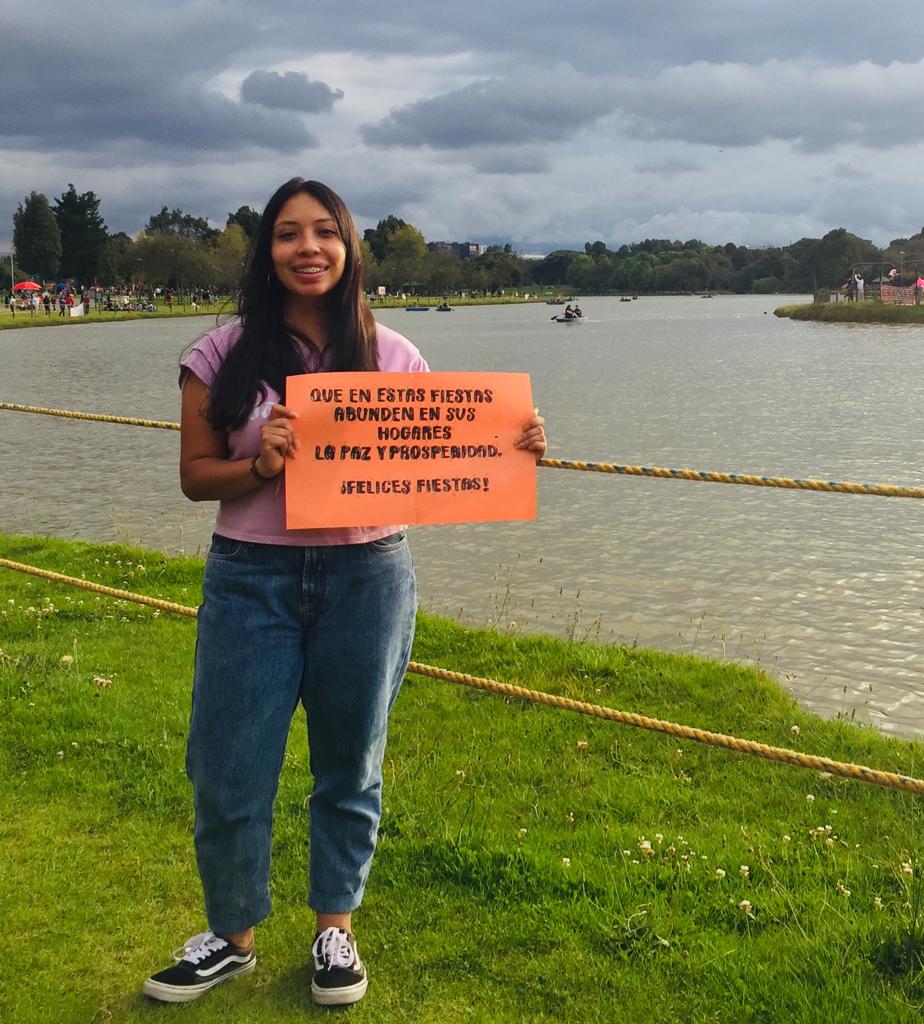 QUE EN ESTAS FIESTAS
ABUNDEN EN SUS
HOGARES
LA PAZ Y PROSPERIDAD.
¡FELICES FIESTAS!